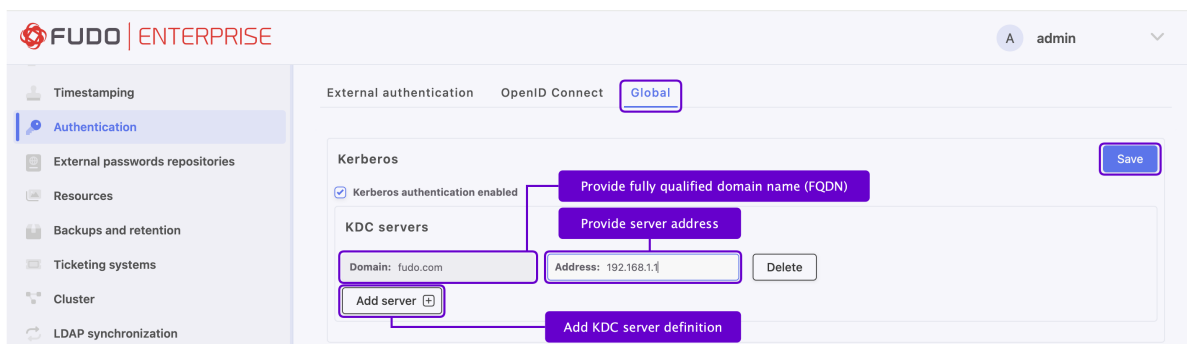 FUDO ENTERPRISE
A admin
Timestamping
Authentication
External passwords repositories
Resources
Backups and retention
Ticketing systems
Cluster
LDAP synchronization
External authentication OpenID Connect Global
Kerberos
Save
Kerberos authentication enabled
Provide fully qualified domain name (FQDN)
KDC servers
Provide server address
Domain: fudo.com Address: 192.168.1.1 Delete
Add server
Add KDC server definition